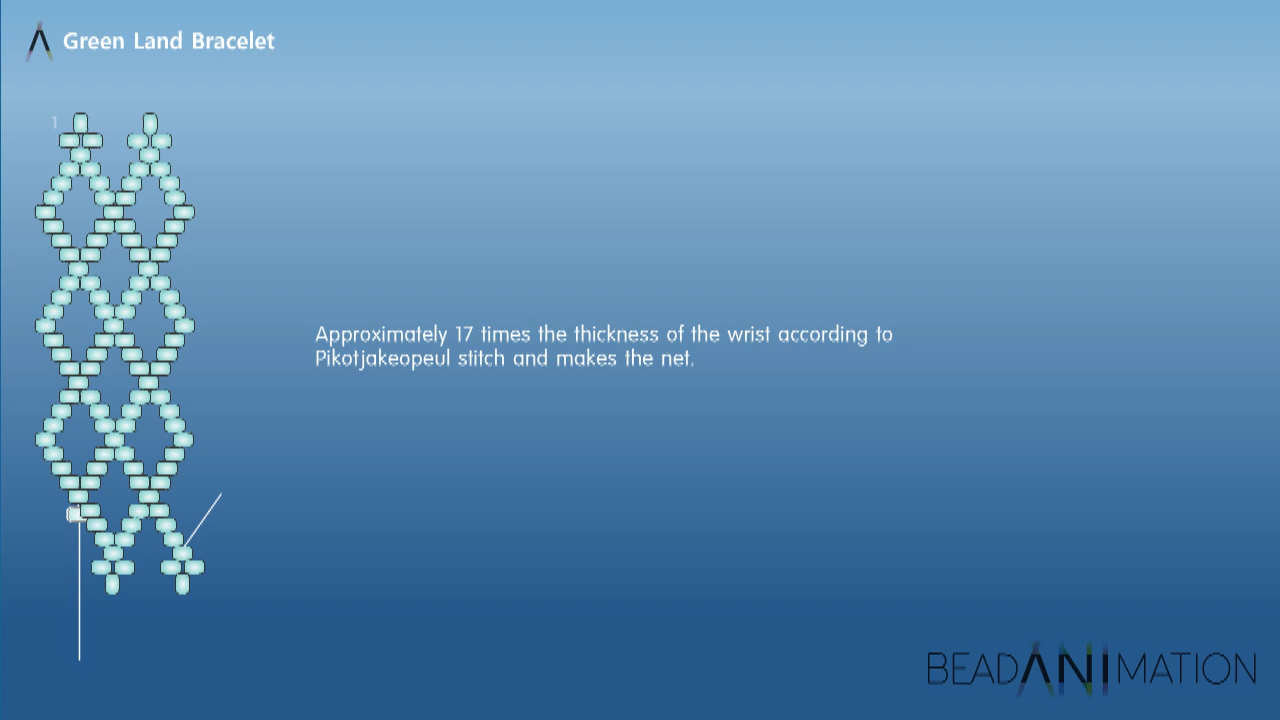 Green Land Bracelet
1
Approximately 17 times the thickness of the wrist according to
Pikotjakeopeul stitch and makes the net.
BEADANIMATION